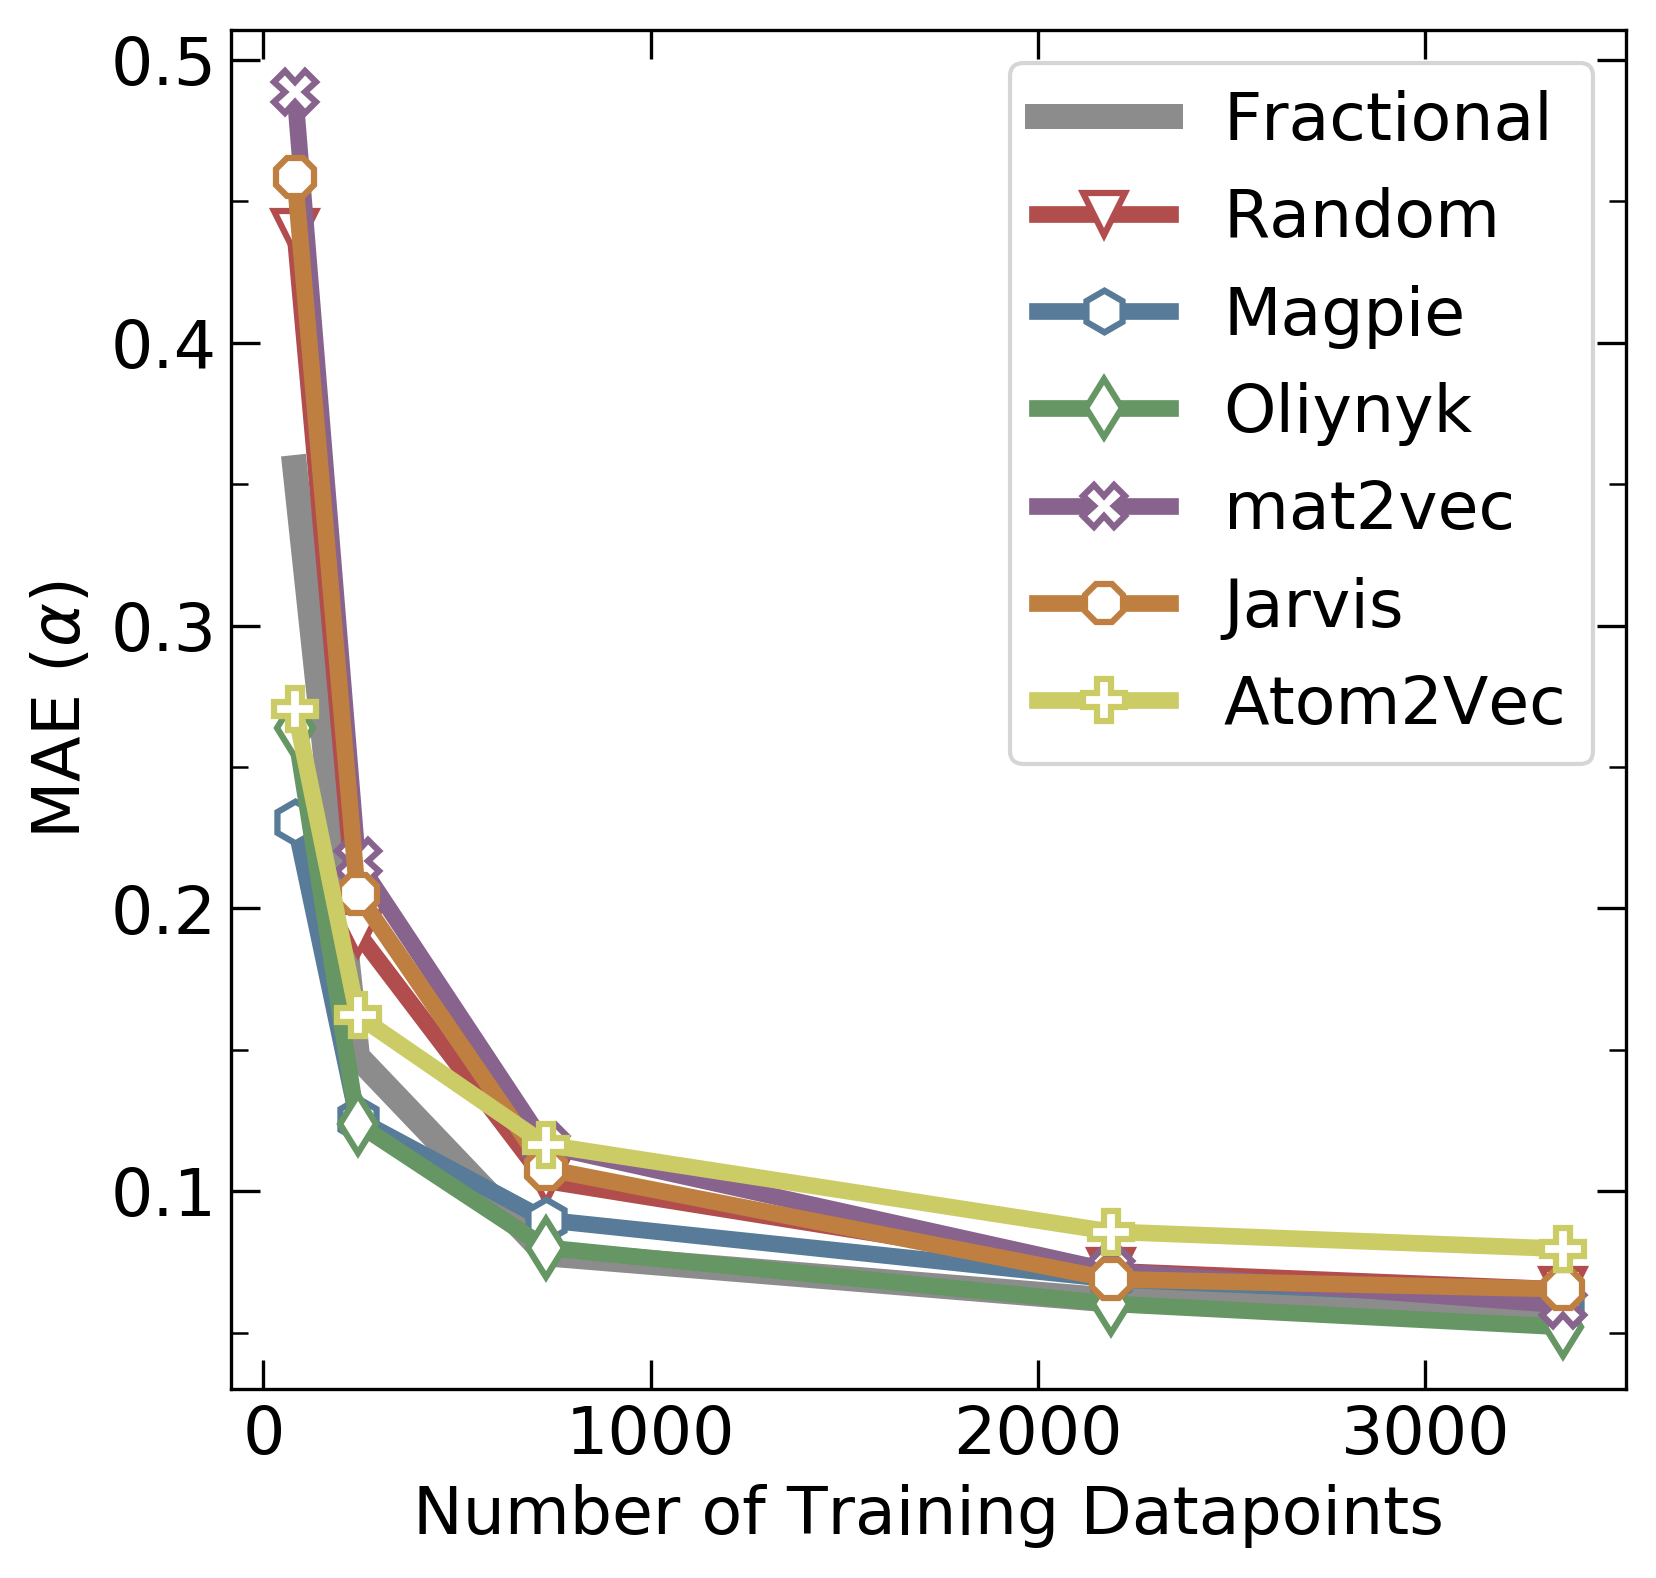 0.5
0.4
0.3
0.2
0.1
MAE (α)
Fractional
Random
Magpie
Oliynyk
mat2vec
Jarvis
Atom2Vec
0 1000 2000 3000
Number of Training Datapoints